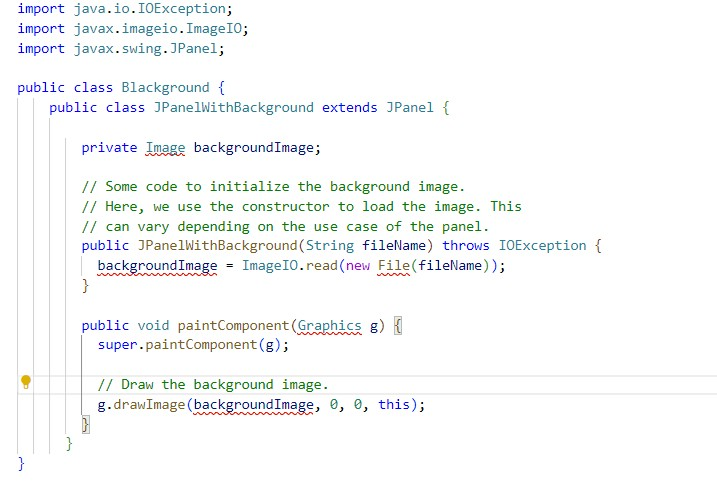 import java.io.IOException;
import javax.imageio.ImageIO;
import javax.swing.JPanel;
public class Blackground {
public class JPanelWithBackground extends JPanel {
private Image backgroundImage;
// Some code to initialize the background image.
// Here, we use the constructor to load the image. This
// can vary depending on the use case of the panel.
public JPanelWithBackground(String fileName) throws IOException {
backgroundImage = ImageIO.read(new File(fileName));
}
public void paintComponent(Graphics g) {
super.paintComponent(g);
// Draw the background image.
g.drawImage(backgroundImage, 0, 0, this);
}
}
}